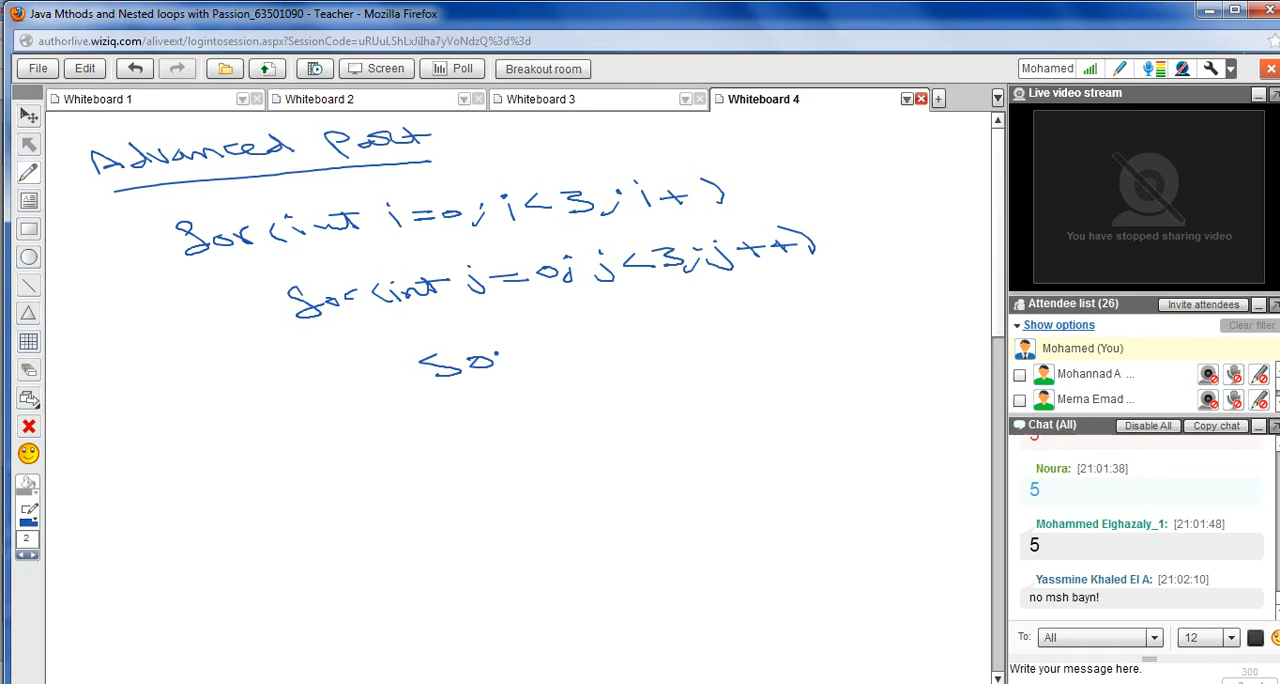 Java Mthods and Nested loops with Passion_63501090 - Teacher - Mozilla Firefox
authorlive.wiziq.com/aliveext/logintosession.aspx?SessionCode=uRUuLShLxJiIha7yVoNdzQ%3d%3d
File Edit Screen Poll Breakout room Mohamed
Whiteboard 1 Whiteboard 2 Whiteboard 3 Whiteboard 4
Live video stream
You have stopped sharing video
Advanced Part
for(int i=0; i<3; i+)
for(int j=0; j<3; j++)
so
Attendee list (26) Invite attendees
Show options Clear filter
Mohamed (You)
Mohannad A ...
Merna Emad ...
Chat (All) Disable All Copy chat
5
Noura: [21:01:38]
5
Mohammed Elghazaly_1: [21:01:48]
5
Yassmine Khaled El A: [21:02:10]
no msh bayn!
To: All 12
Write your message here.
300
2